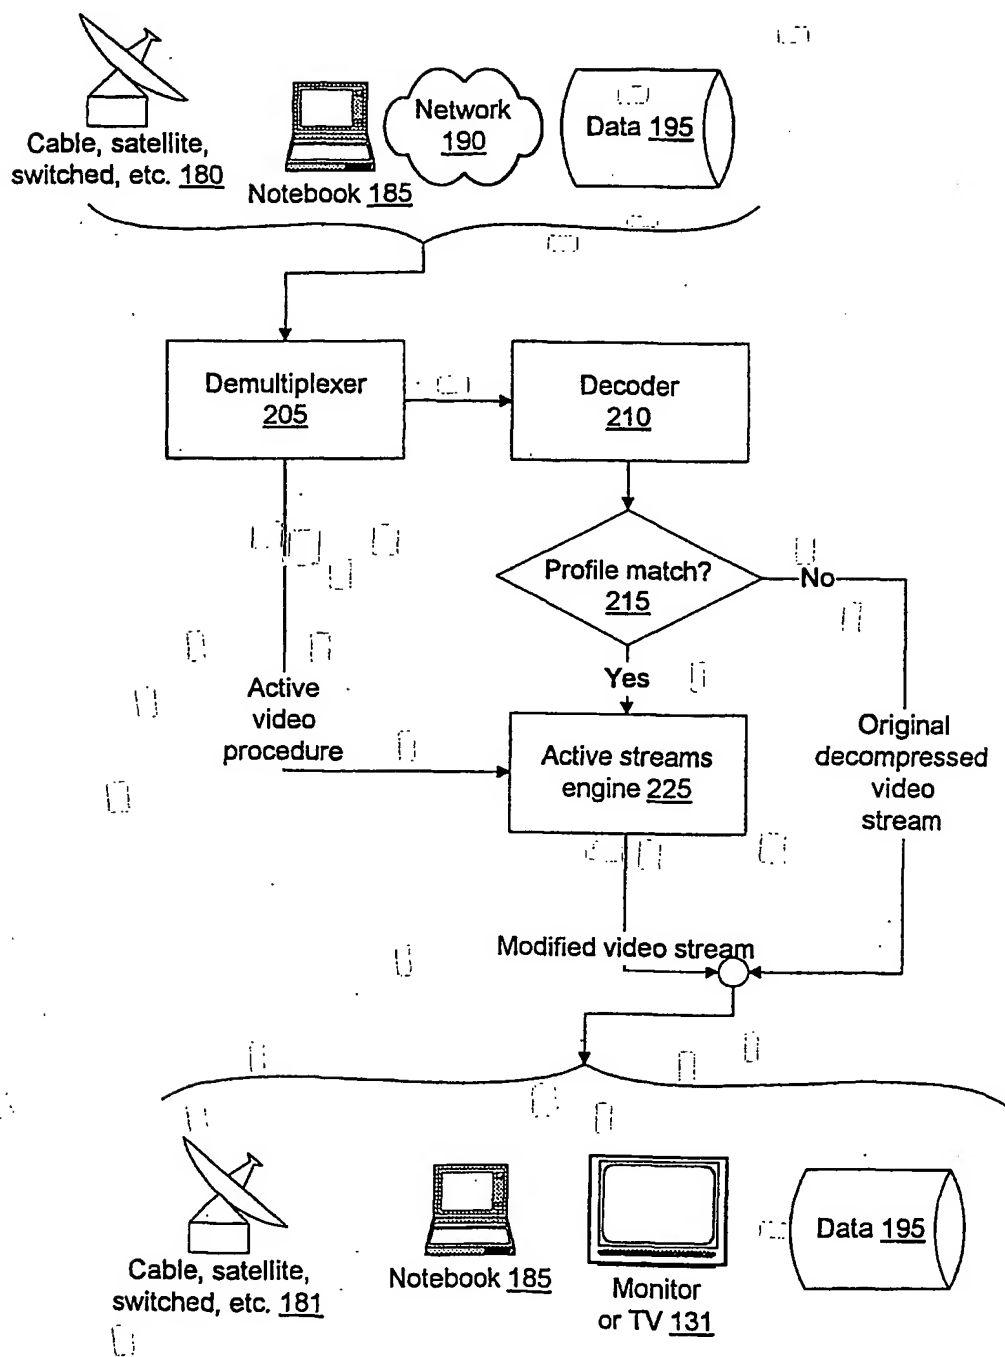 Cable, satellite,
switched, etc. 180
Notebook 185
Network
190
Data 195
Demultiplexer
205
Decoder
210
Profile match?
215
No
Yes
Active
video
procedure
Active streams
engine 225
Original
decompressed
video
stream
Modified video stream
Cable, satellite,
switched, etc. 181
Notebook 185
Monitor
or TV 131
Data 195